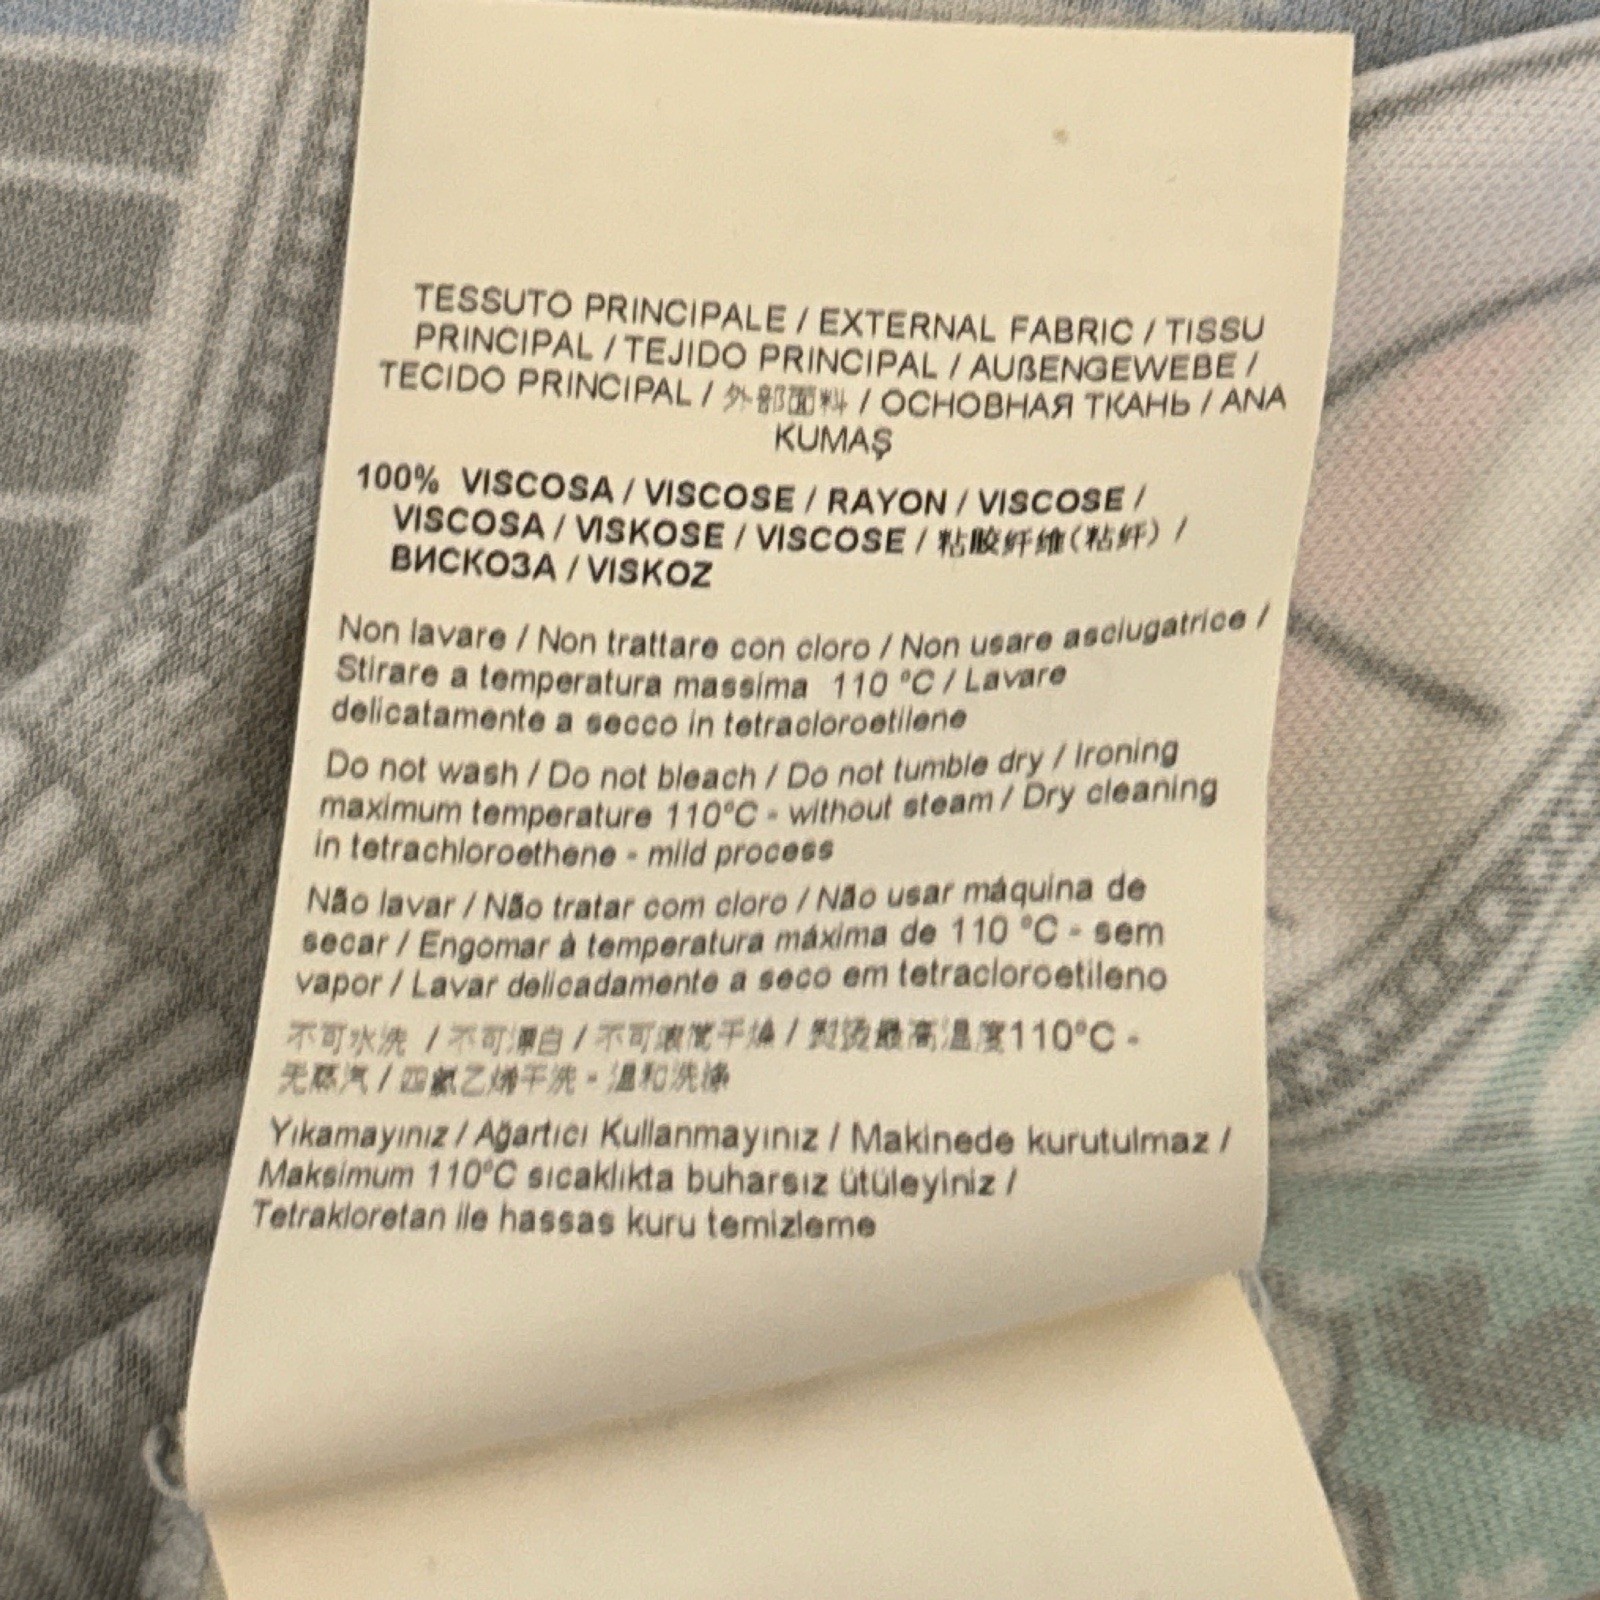 TESSUTO PRINCIPALE / EXTERNAL FABRIC / TISSU
PRINCIPAL / TEJIDO PRINCIPAL / AUßENGEWEBE /
TECIDO PRINCIPAL / 外部面料 / ОСНОВНАЯ ТКАНЬ / ANA
KUMAŞ
100% VISCOSA / VISCOSE / RAYON / VISCOSE /
VISCOSA / VISKOSE / VISCOSE / 粘胶纤维(粘纤) /
ВИСКОЗА / VISKOZ
Non lavare / Non trattare con cloro / Non usare asciugatrice /
Stirare a temperatura massima 110 °C / Lavare
delicatamente a secco in tetracloroetilene
Do not wash / Do not bleach / Do not tumble dry / Ironing
maximum temperature 110°C - without steam / Dry cleaning
in tetrachloroethene - mild process
Não lavar / Não tratar com cloro / Não usar máquina de
secar / Engomar à temperatura máxima de 110 °C - sem
vapor / Lavar delicadamente a seco em tetracloroetileno
不可水洗 / 不可漂白 / 不可滚筒干燥 / 熨烫最高温度110°C -
无蒸汽 / 四氯乙烯干洗 - 温和洗涤
Yıkamayınız / Ağartıcı Kullanmayınız / Makinede kurutulmaz /
Maksimum 110°C sıcaklıkta buharsız ütüleyiniz /
Tetrakloretan ile hassas kuru temizleme